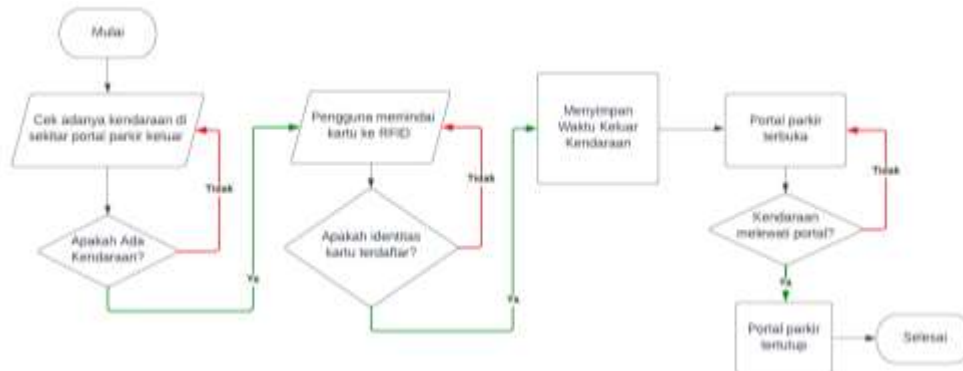 Mulai
Cek adanya kendaraan di
sekitar portal parkir keluar
Tidak
Apakah Ada
Kendaraan?
Ya
Pengguna memindai
kartu ke RFID
Tidak
Apakah identitas
kartu terdaftar?
Ya
Menyimpan
Waktu Keluar
Kendaraan
Portal parkir
terbuka
Tidak
Kendaraan
melewati portal?
Ya
Portal parkir
tertutup
Selesai